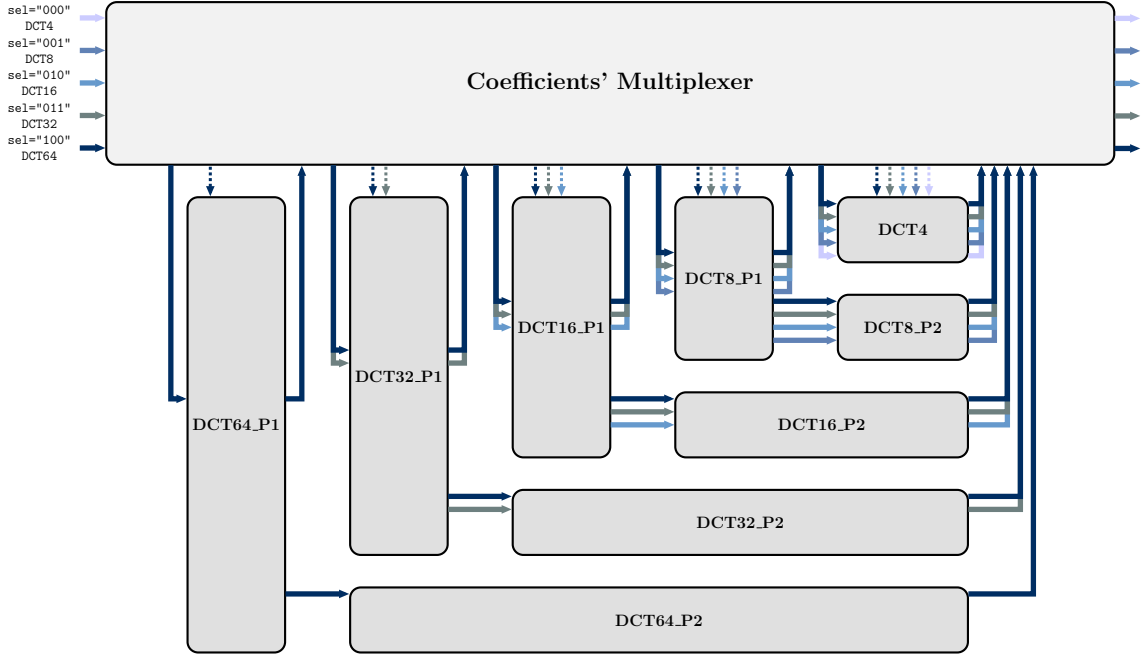 sel="000"
DCT4
sel="001"
DCT8
sel="010"
DCT16
sel="011"
DCT32
sel="100"
DCT64
Coefficients' Multiplexer
DCT4
DCT8_P1
DCT8_P2
DCT16_P1
DCT32_P1
DCT64_P1
DCT16_P2
DCT32_P2
DCT64_P2